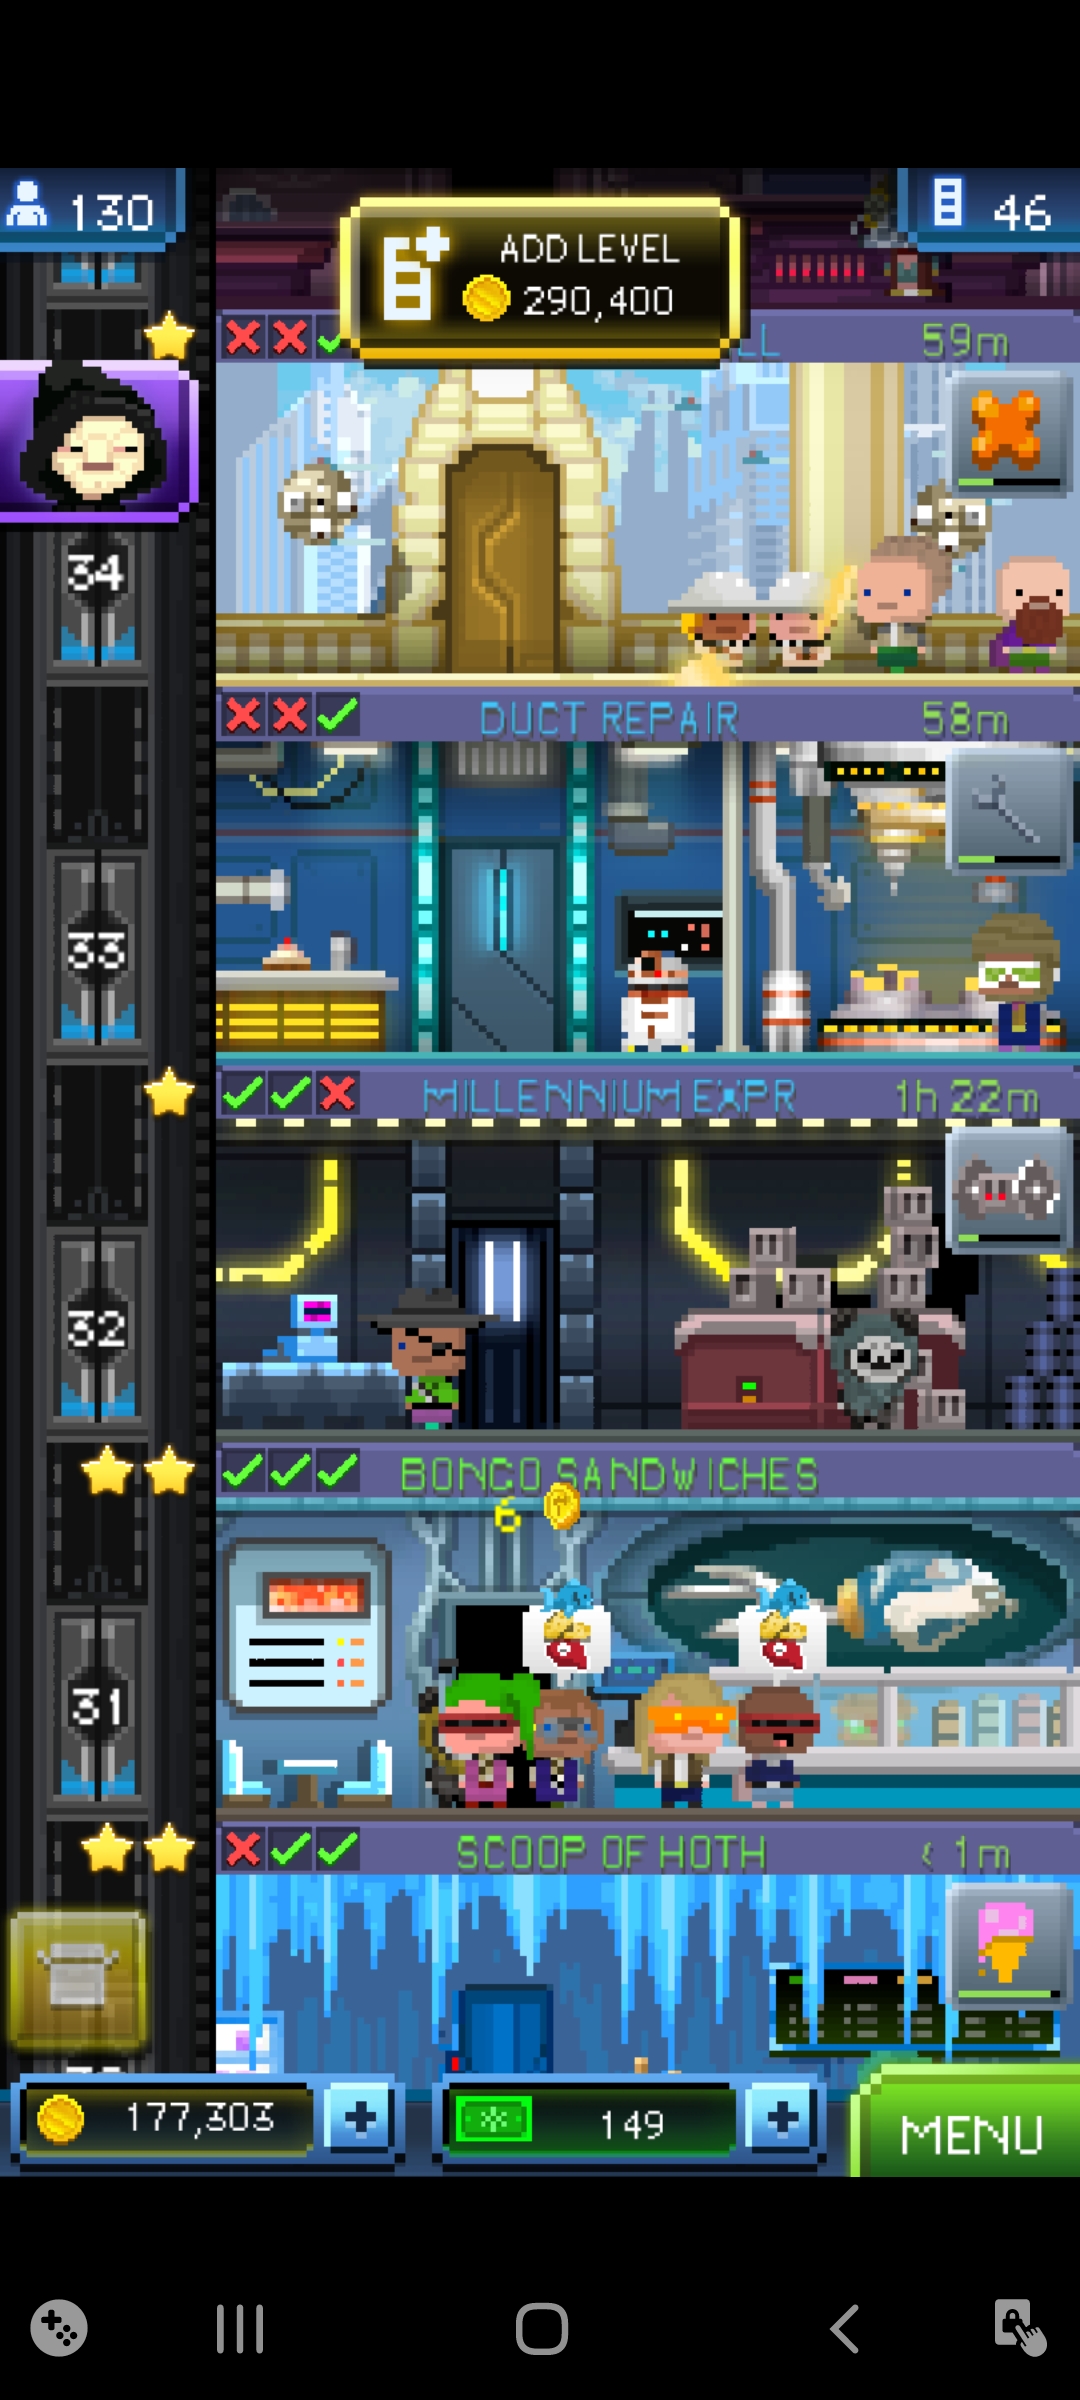 130
46
ADD LEVEL
290,400
LL
59m
34
DUCT REPAIR
58m
33
MILLENNIUM EXPR
1h 22m
32
BONGO SANDWICHES
6
31
SCOOP OF HOTH
< 1m
177,303
149
MENU